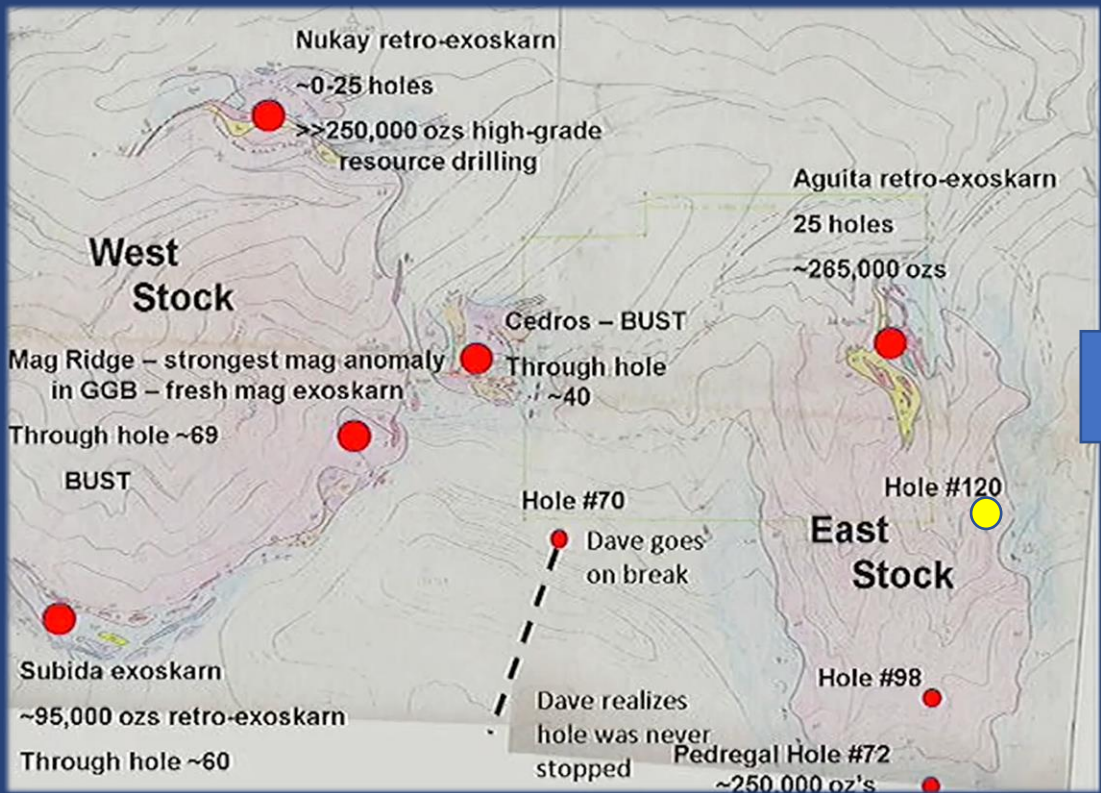 Nukay retro-exoskarn
~0-25 holes
>>250,000 ozs high-grade
resource drilling
Aguita retro-exoskarn
25 holes
~265,000 ozs
West
Stock
Cedros – BUST
Through hole
~40
Mag Ridge – strongest mag anomaly
in GGB – fresh mag exoskarn
Through hole ~69
BUST
Hole #70
Dave goes
on break
Hole #120
East
Stock
Subida exoskarn
~95,000 ozs retro-exoskarn
Through hole ~60
Dave realizes
hole was never
stopped
Hole #98
Pedregal Hole #72
~250,000 oz's